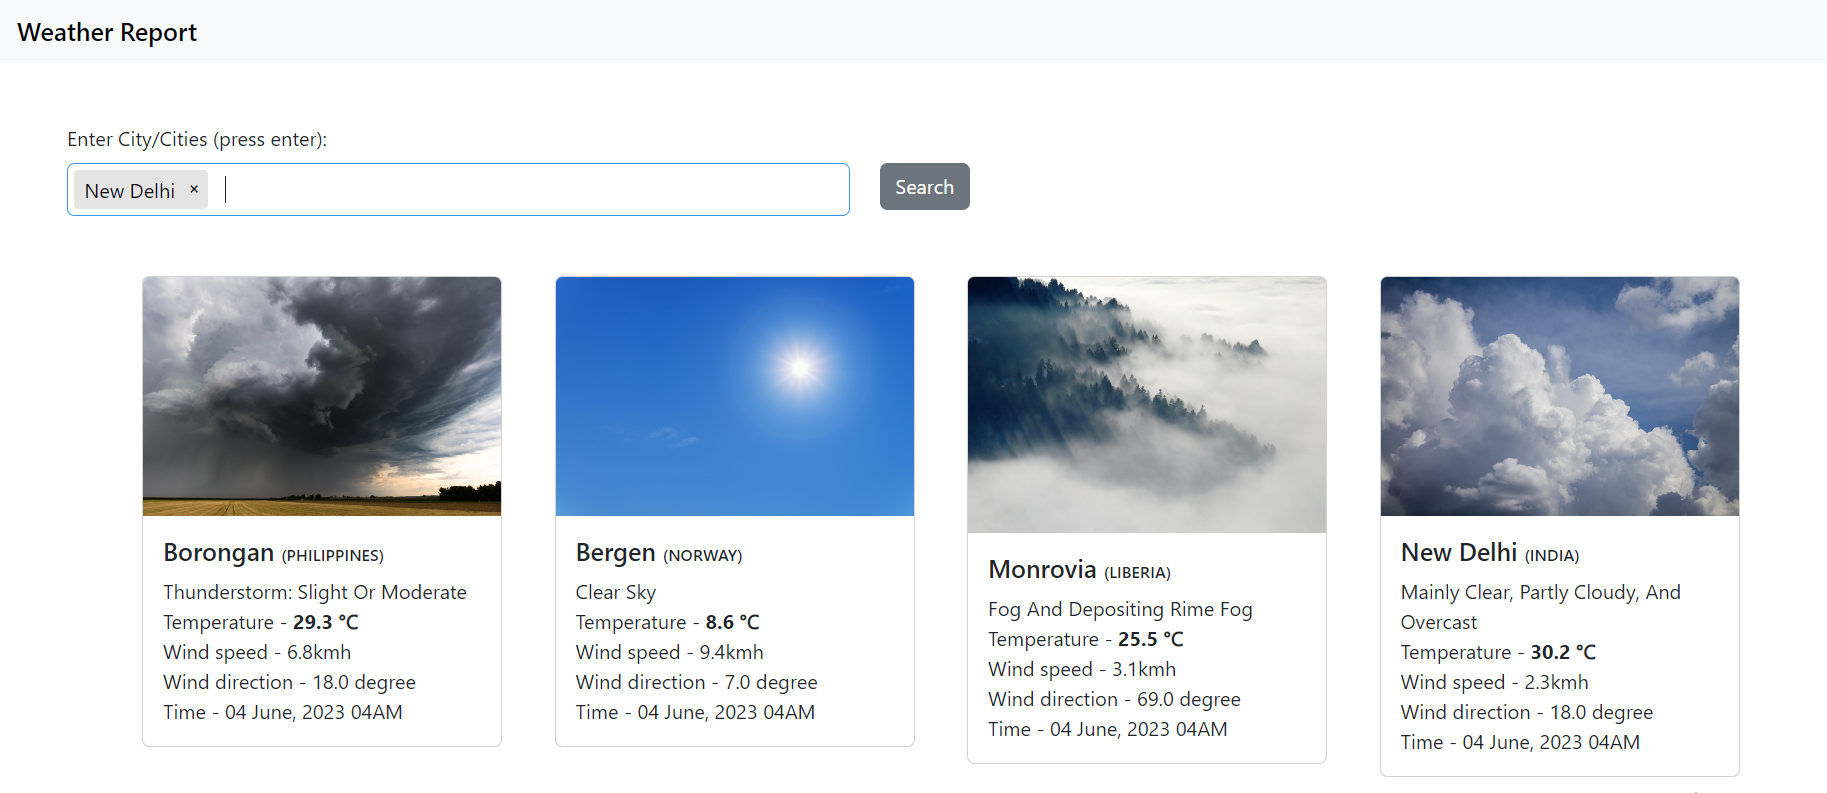 Weather Report
Enter City/Cities (press enter):
New Delhi ×
Search
Borongan (PHILIPPINES)
Thunderstorm: Slight Or Moderate
Temperature - 29.3 °C
Wind speed - 6.8kmh
Wind direction - 18.0 degree
Time - 04 June, 2023 04AM
Bergen (NORWAY)
Clear Sky
Temperature - 8.6 °C
Wind speed - 9.4kmh
Wind direction - 7.0 degree
Time - 04 June, 2023 04AM
Monrovia (LIBERIA)
Fog And Depositing Rime Fog
Temperature - 25.5 °C
Wind speed - 3.1kmh
Wind direction - 69.0 degree
Time - 04 June, 2023 04AM
New Delhi (INDIA)
Mainly Clear, Partly Cloudy, And
Overcast
Temperature - 30.2 °C
Wind speed - 2.3kmh
Wind direction - 18.0 degree
Time - 04 June, 2023 04AM